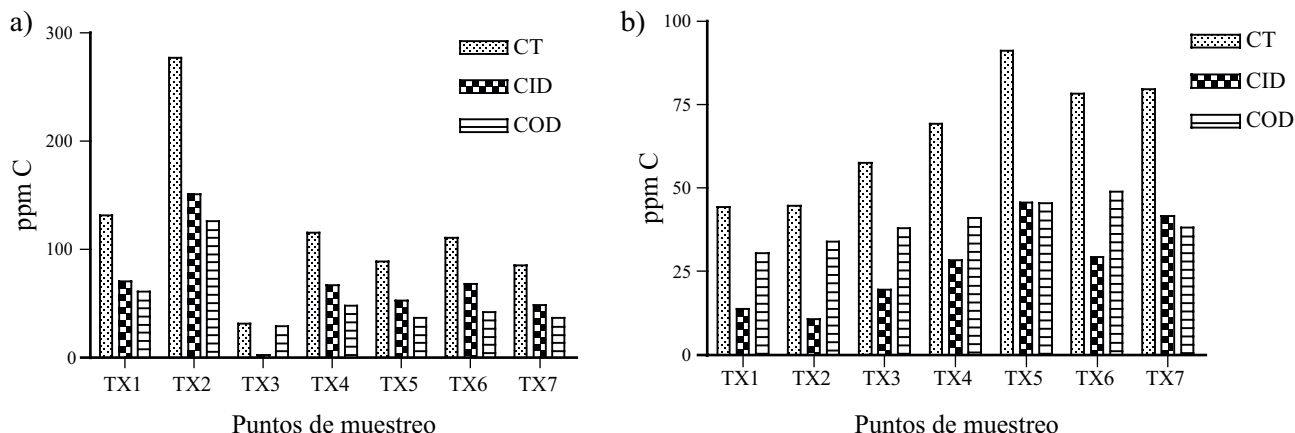 a)
300
200
100
0
ppm C
CT
CID
COD
TX1 TX2 TX3 TX4 TX5 TX6 TX7
Puntos de muestreo
b)
100
75
50
25
0
ppm C
CT
CID
COD
TX1 TX2 TX3 TX4 TX5 TX6 TX7
Puntos de muestreo